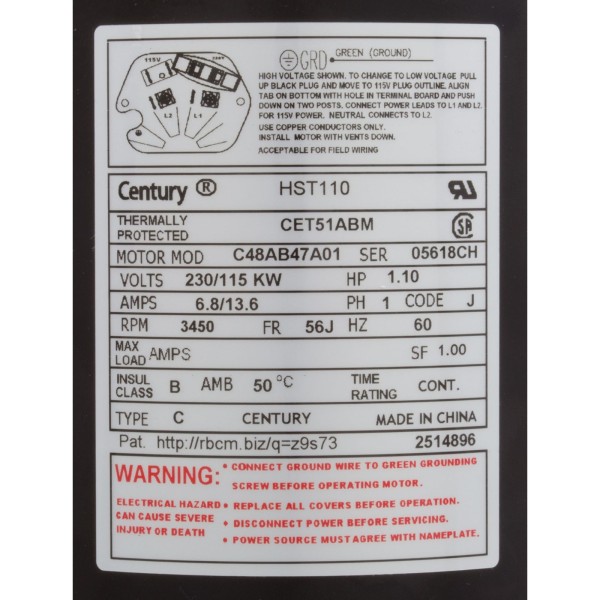 115V
230V
L2
L1
GRD GREEN (GROUND)
HIGH VOLTAGE SHOWN. TO CHANGE TO LOW VOLTAGE PULL
UP BLACK PLUG AND MOVE TO 115V PLUG OUTLINE. ALIGN
TAB ON BOTTOM WITH HOLE IN TERMINAL BOARD AND PUSH
DOWN ON TWO POSTS. CONNECT POWER LEADS TO L1 AND L2.
FOR 115V POWER. NEUTRAL CONNECTS TO L2.
USE COPPER CONDUCTORS ONLY.
INSTALL MOTOR WITH VENTS DOWN.
ACCEPTABLE FOR FIELD WIRING
Century ® HST110
THERMALLY
PROTECTED
CET51ABM
MOTOR MOD C48AB47A01 SER 05618CH
VOLTS 230/115 KW HP 1.10
AMPS 6.8/13.6 PH 1 CODE J
RPM 3450 FR 56J HZ 60
MAX
LOAD AMPS SF 1.00
INSUL
CLASS B AMB 50 °C TIME
RATING CONT.
TYPE C CENTURY MADE IN CHINA
Pat. http://rbcm.biz/q=z9s73 2514896
WARNING:
ELECTRICAL HAZARD
CAN CAUSE SEVERE
INJURY OR DEATH
• CONNECT GROUND WIRE TO GREEN GROUNDING
SCREW BEFORE OPERATING MOTOR.
• REPLACE ALL COVERS BEFORE OPERATION.
• DISCONNECT POWER BEFORE SERVICING.
• POWER SOURCE MUST AGREE WITH NAMEPLATE.